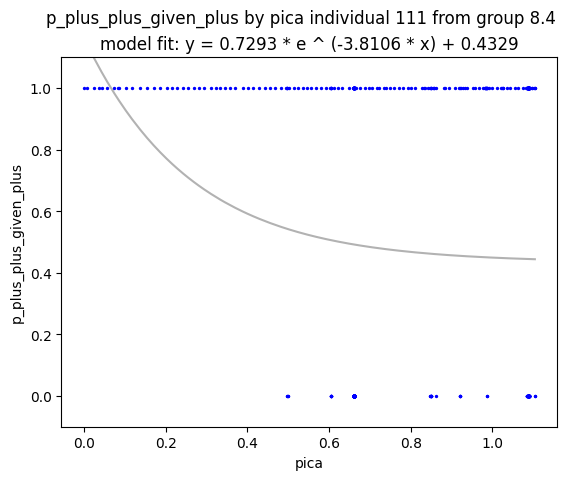 p_plus_plus_given_plus by pica individual 111 from group 8.4
model fit: y = 0.7293 * e ^ (-3.8106 * x) + 0.4329
1.0
0.8
0.6
0.4
0.2
0.0
p_plus_plus_given_plus
0.0 0.2 0.4 0.6 0.8 1.0
pica